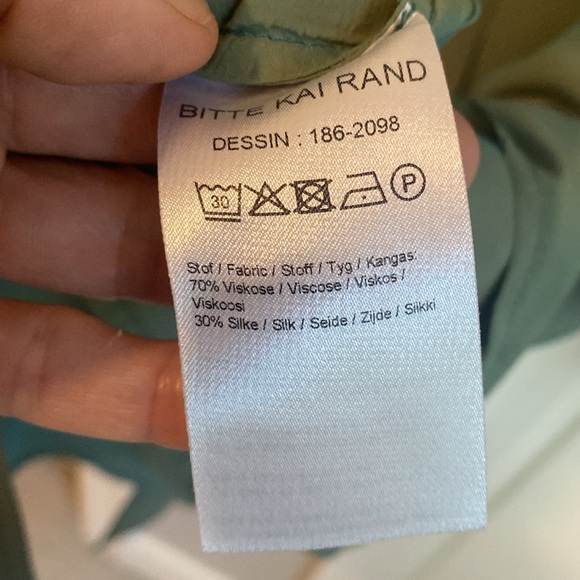 BITTE KAI RAND
DESSIN : 186-2098
30 P
Stof / Fabric / Stoff / Tyg / Kangas:
70% Viskose / Viscose / Viskos /
Viskoosi
30% Silke / Silk / Seide / Zijde / Siikki